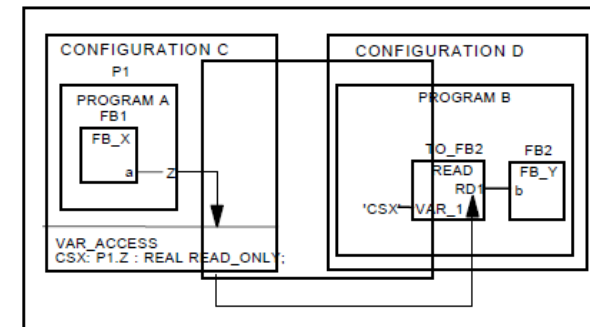 CONFIGURATION C
P1
PROGRAM A
FB1
FB_X
a
Z
VAR_ACCESS
CSX: P1.Z : REAL READ_ONLY;
CONFIGURATION D
PROGRAM B
TO_FB2
FB2
READ
FB_Y
RD1
b
'CSX'
VAR_1